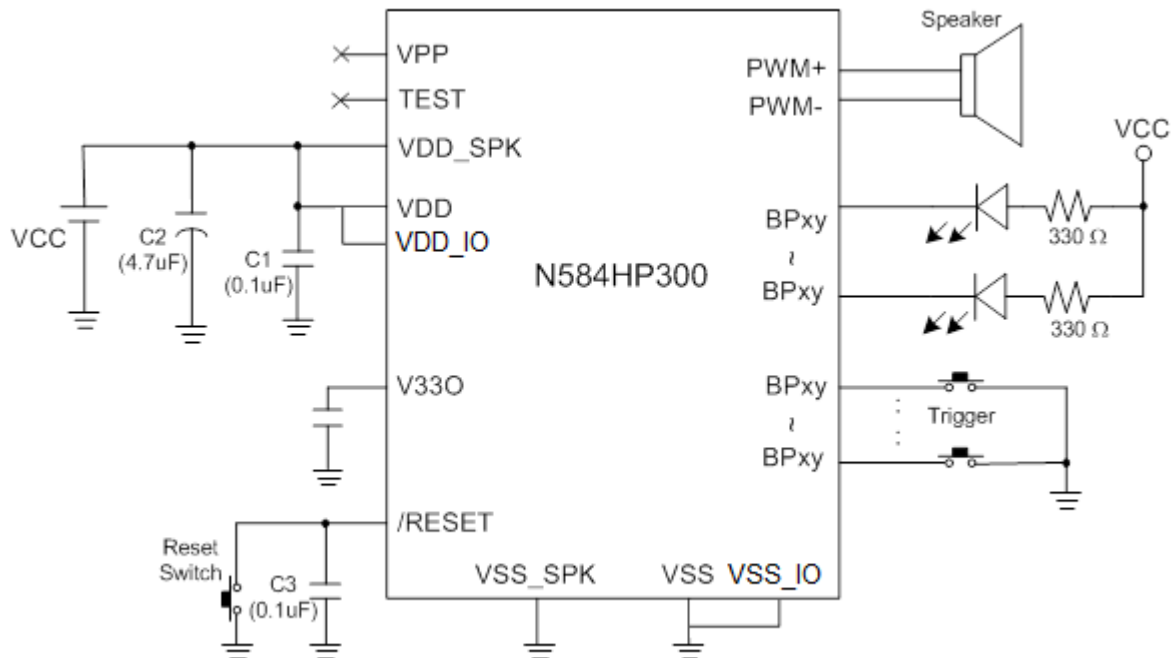 Speaker
VPP
PWM+
TEST
PWM-
VCC
VDD_SPK
VDD
BPxy
VCC
C2
(4.7uF)
VDD_IO
330 Ω
C1
(0.1uF)
~
N584HP300
BPxy
330 Ω
V33O
BPxy
Trigger
~
BPxy
/RESET
Reset
Switch
C3
(0.1uF)
VSS_SPK
VSS
VSS_IO